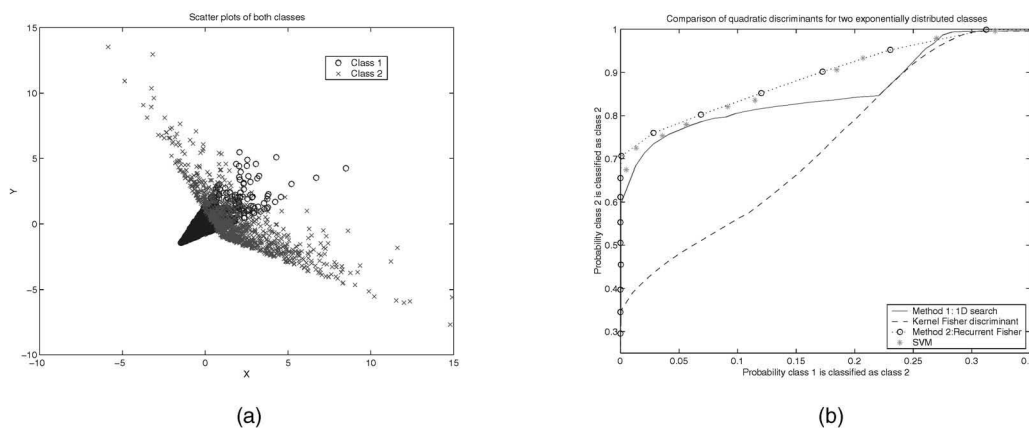 Scatter plots of both classes
Class 1
Class 2
15
10
5
0
−5
−10
Y
−10
−5
0
5
10
15
X
(a)
Comparison of quadratic discriminants for two exponentially distributed classes
1
0.9
0.8
0.7
0.6
0.5
0.4
0.3
Probability class 2 is classified as class 2
Method 1: 1D search
Kernel Fisher discriminant
Method 2:Recurrent Fisher
SVM
0
0.05
0.1
0.15
0.2
0.25
0.3
Probability class 1 is classified as class 2
(b)